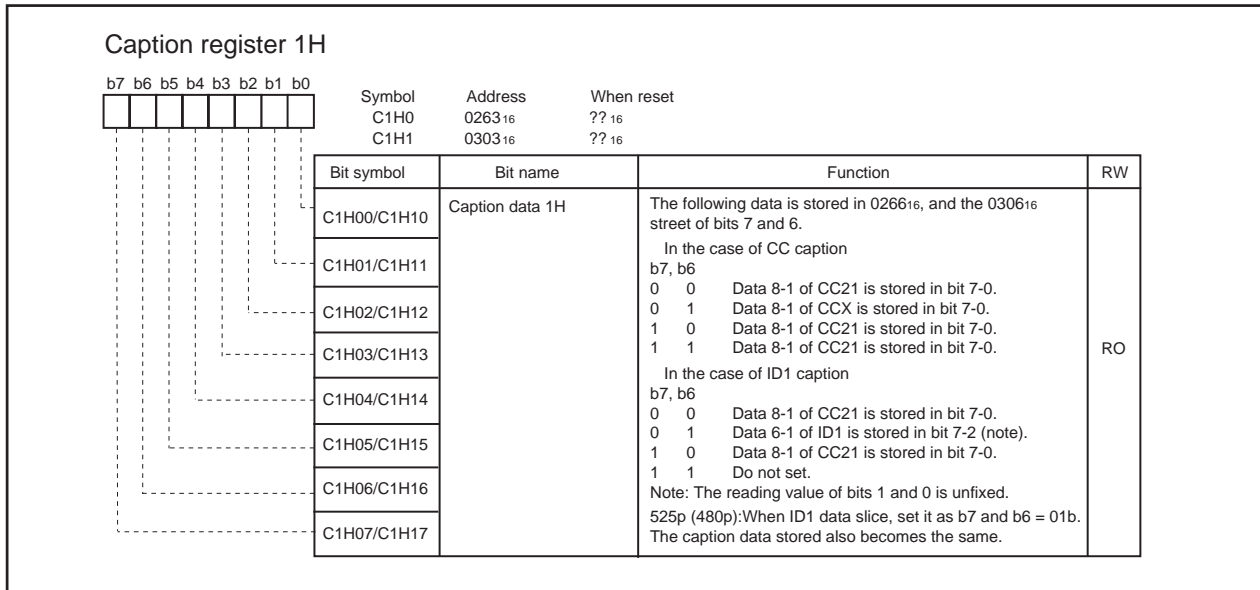 Caption register 1H
b7 b6 b5 b4 b3 b2 b1 b0
Symbol Address When reset
C1H0 026316 ??16
C1H1 030316 ??16
Bit symbol Bit name Function RW
C1H00/C1H10
C1H01/C1H11
C1H02/C1H12
C1H03/C1H13
C1H04/C1H14
C1H05/C1H15
C1H06/C1H16
C1H07/C1H17
Caption data 1H
The following data is stored in 026616, and the 030616
street of bits 7 and 6.
In the case of CC caption
b7, b6
0 0 Data 8-1 of CC21 is stored in bit 7-0.
0 1 Data 8-1 of CCX is stored in bit 7-0.
1 0 Data 8-1 of CC21 is stored in bit 7-0.
1 1 Data 8-1 of CC21 is stored in bit 7-0.
In the case of ID1 caption
b7, b6
0 0 Data 8-1 of CC21 is stored in bit 7-0.
0 1 Data 6-1 of ID1 is stored in bit 7-2 (note).
1 0 Data 8-1 of CC21 is stored in bit 7-0.
1 1 Do not set.
Note: The reading value of bits 1 and 0 is unfixed.
525p (480p):When ID1 data slice, set it as b7 and b6 = 01b.
The caption data stored also becomes the same.
RO